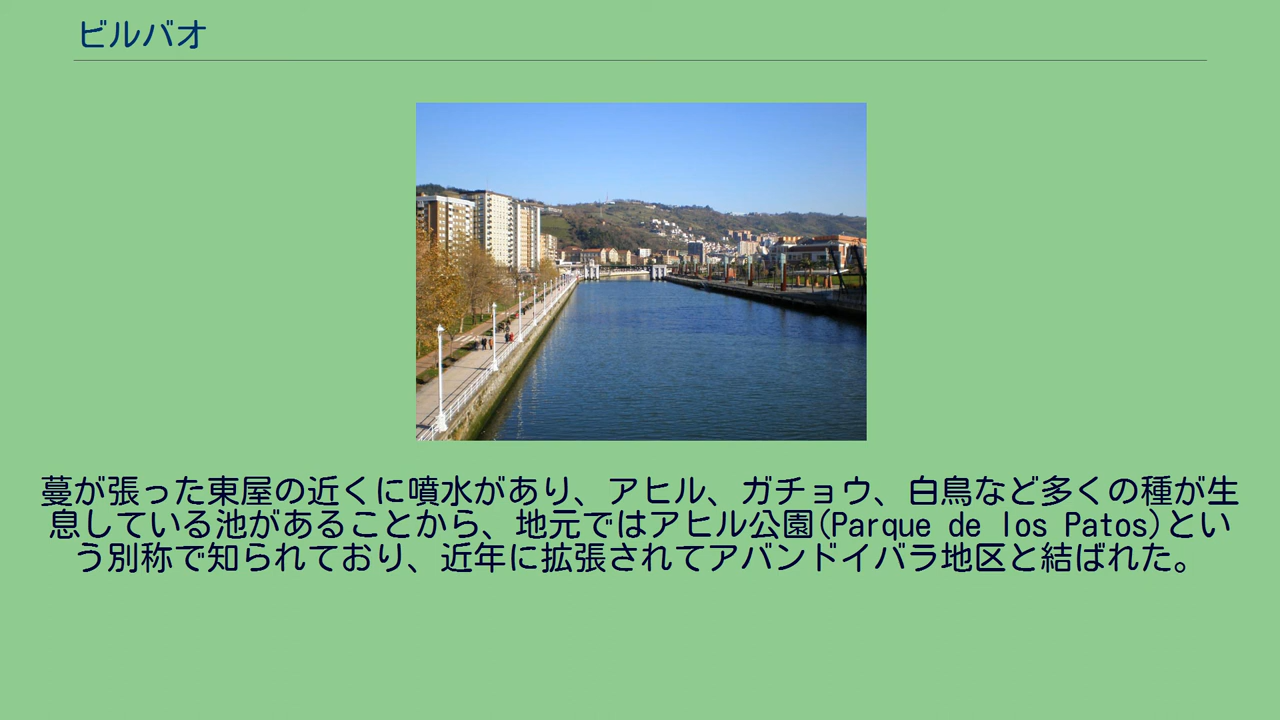 ビルバオ
蔓が張った東屋の近くに噴水があり、アヒル、ガチョウ、白鳥など多くの種が生
息している池があることから、地元ではアヒル公園(Parque de los Patos)とい
う別称で知られており、近年に拡張されてアバンドイバラ地区と結ばれた。